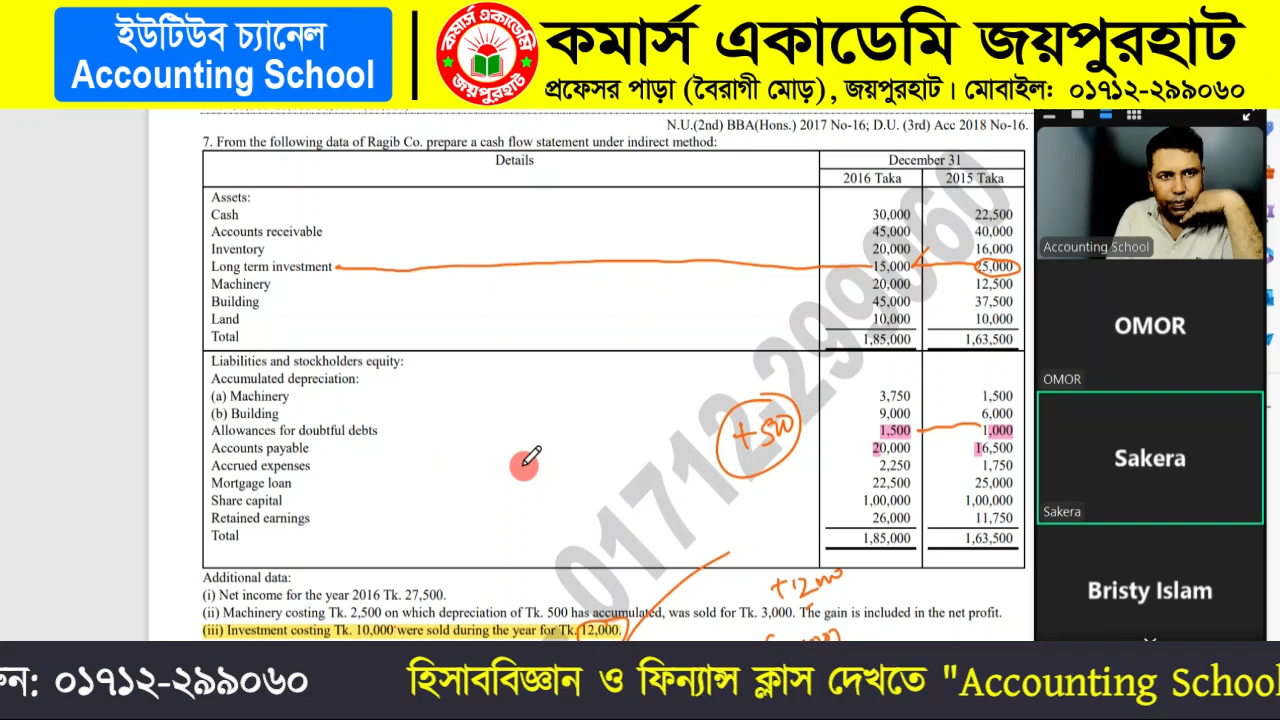 ইউটিউব চ্যানেল
Accounting School
কমার্স একাডেমি জয়পুরহাট
কমার্স একাডেমি
জয়পুরহাট
প্রফেসর পাড়া (বৈরাগী মোড়), জয়পুরহাট। মোবাইল: ০১৭১২-২৯৯০৬০
N.U.(2nd) BBA(Hons.) 2017 No-16; D.U. (3rd) Acc 2018 No-16.
7. From the following data of Ragib Co. prepare a cash flow statement under indirect method:
Details December 31
2016 Taka 2015 Taka
Assets:
Cash 30,000 22,500
Accounts receivable 45,000 40,000
Inventory 20,000 16,000
Long term investment 15,000 25,000
Machinery 20,000 12,500
Building 45,000 37,500
Land 10,000 10,000
Total 1,85,000 1,63,500
Liabilities and stockholders equity:
Accumulated depreciation:
(a) Machinery 3,750 1,500
(b) Building 9,000 6,000
Allowances for doubtful debts 1,500 1,000
Accounts payable 20,000 16,500
Accrued expenses 2,250 1,750
Mortgage loan 22,500 25,000
Share capital 1,00,000 1,00,000
Retained earnings 26,000 11,750
Total 1,85,000 1,63,500
+500
01712-299060
Additional data:
(i) Net income for the year 2016 Tk. 27,500.
(ii) Machinery costing Tk. 2,500 on which depreciation of Tk. 500 has accumulated, was sold for Tk. 3,000. The gain is included in the net profit.
(iii) Investment costing Tk. 10,000 were sold during the year for Tk. 12,000.
Accounting School
OMOR
OMOR
Sakera
Sakera
Bristy Islam
ন: ০১৭১২-২৯৯০৬০ হিসাববিজ্ঞান ও ফিন্যান্স ক্লাস দেখতে "Accounting School